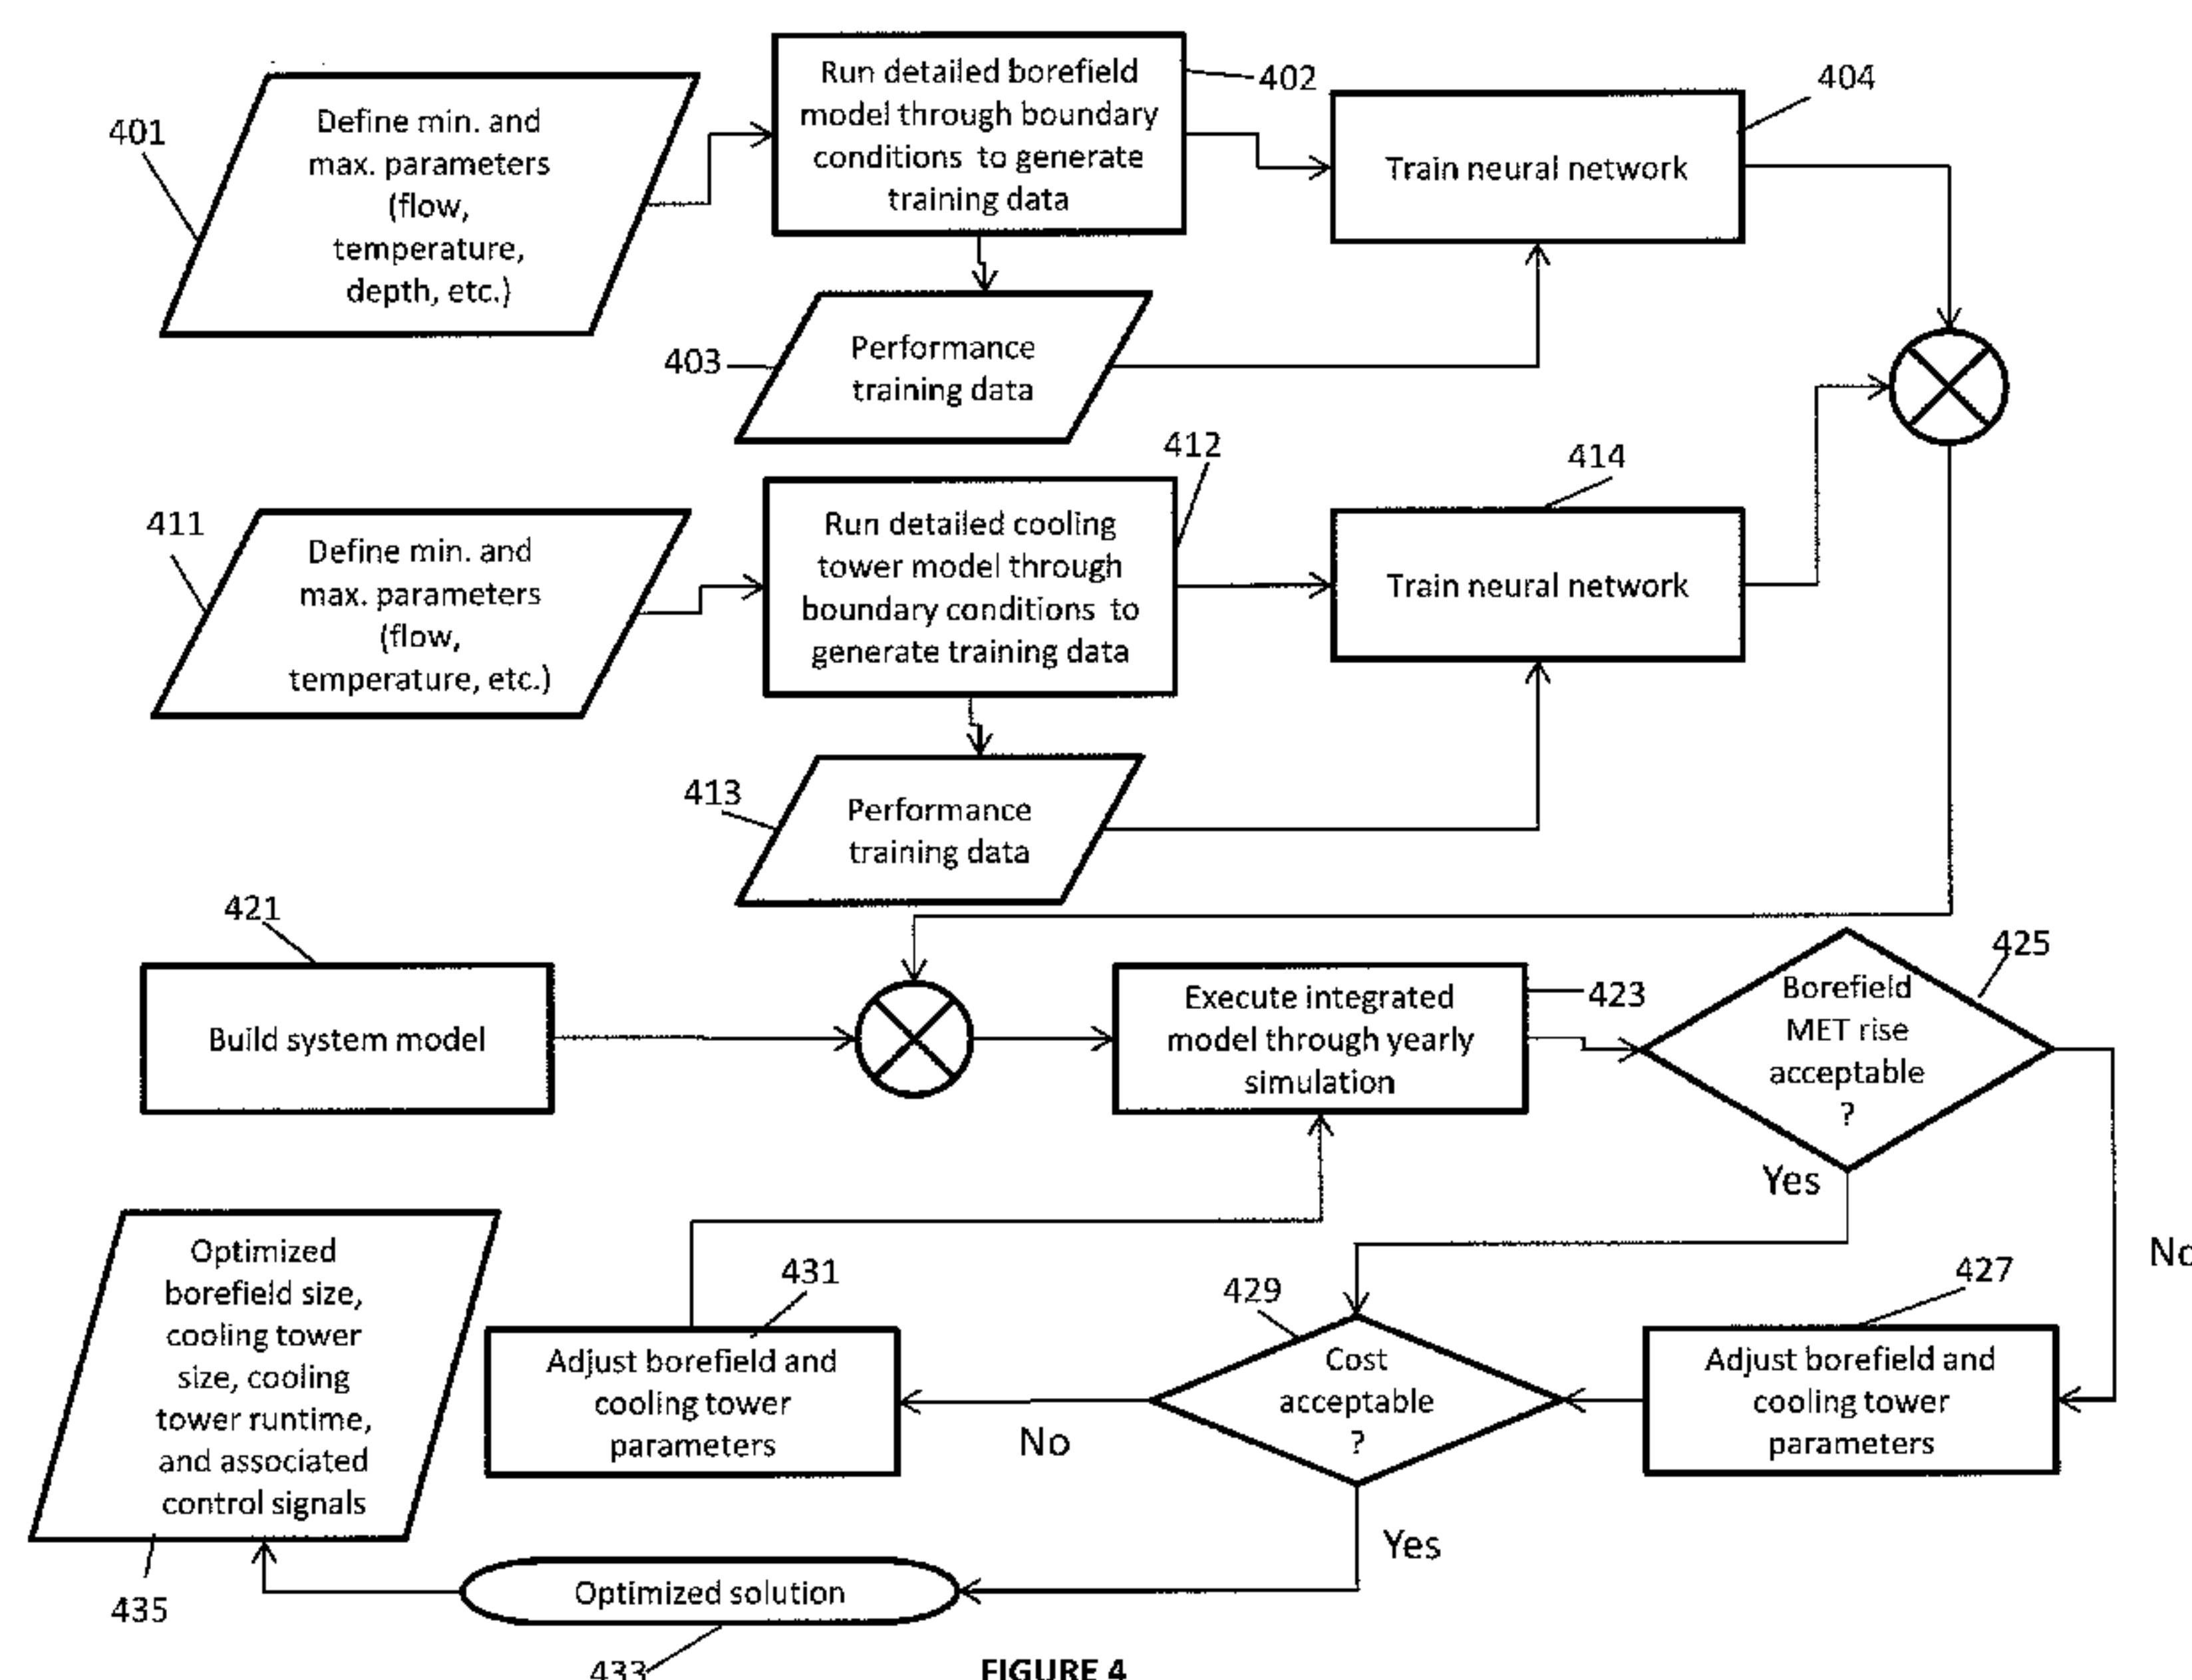 401
Define min. and
max. parameters
(flow,
temperature,
depth, etc.)
Run detailed borefield
model through boundary
conditions to generate
training data
402
Train neural network
404
403
Performance
training data
411
Define min. and
max. parameters
(flow,
temperature, etc.)
412
Run detailed cooling
tower model through
boundary conditions to
generate training data
414
Train neural network
413
Performance
training data
421
Build system model
Execute integrated
model through yearly
simulation
423
425
Borefield
MET rise
acceptable
?
Yes
No
Optimized
borefield size,
cooling tower
size, cooling
tower runtime,
and associated
control signals
435
431
Adjust borefield and
cooling tower
parameters
No
429
Cost
acceptable
?
Yes
427
Adjust borefield and
cooling tower
parameters
Optimized solution
433
FIGURE 4